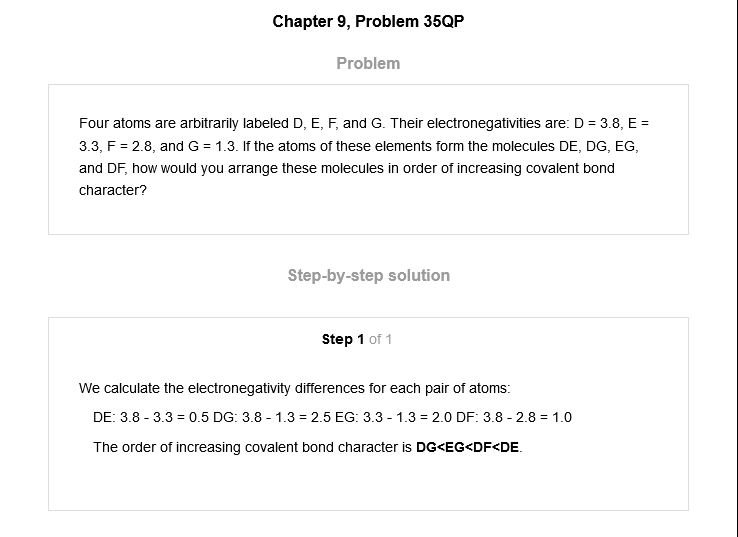 Chapter 9, Problem 35QP
Problem
Four atoms are arbitrarily labeled D, E, F, and G. Their electronegativities are: D = 3.8, E =
3.3, F = 2.8, and G = 1.3. If the atoms of these elements form the molecules DE, DG, EG,
and DF, how would you arrange these molecules in order of increasing covalent bond
character?
Step-by-step solution
Step 1 of 1
We calculate the electronegativity differences for each pair of atoms:
DE: 3.8 - 3.3 = 0.5 DG: 3.8 - 1.3 = 2.5 EG: 3.3 - 1.3 = 2.0 DF: 3.8 - 2.8 = 1.0
The order of increasing covalent bond character is DG<EG<DF<DE.